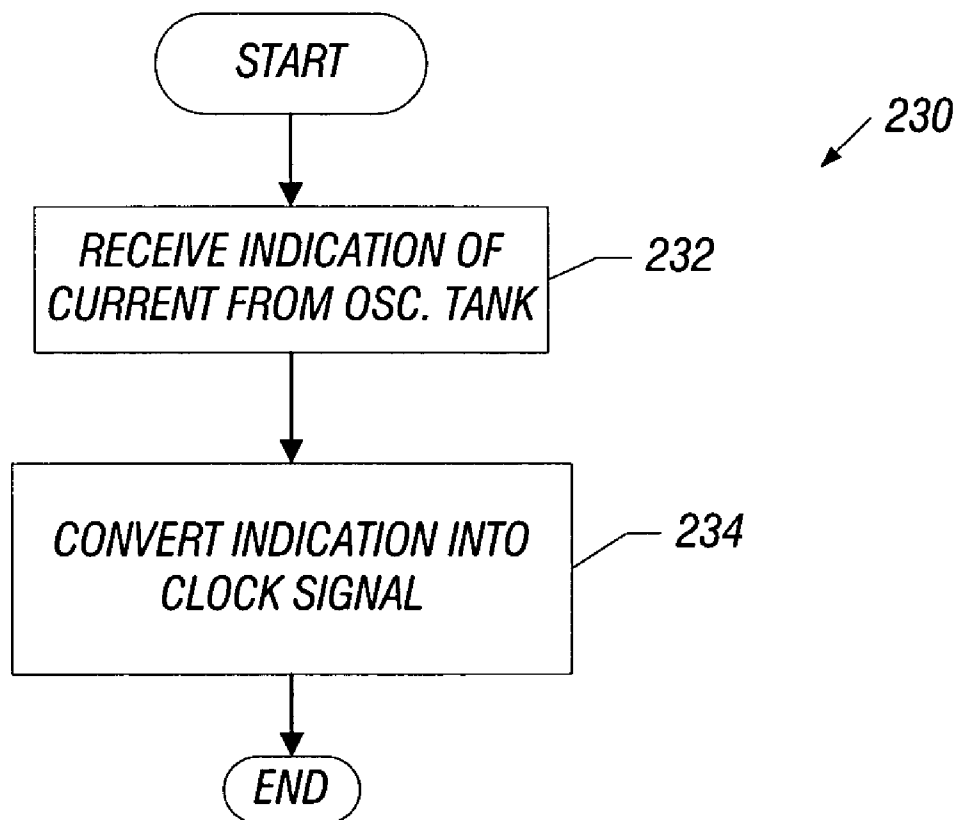 START
230
RECEIVE INDICATION OF
CURRENT FROM OSC. TANK
232
CONVERT INDICATION INTO
CLOCK SIGNAL
234
END